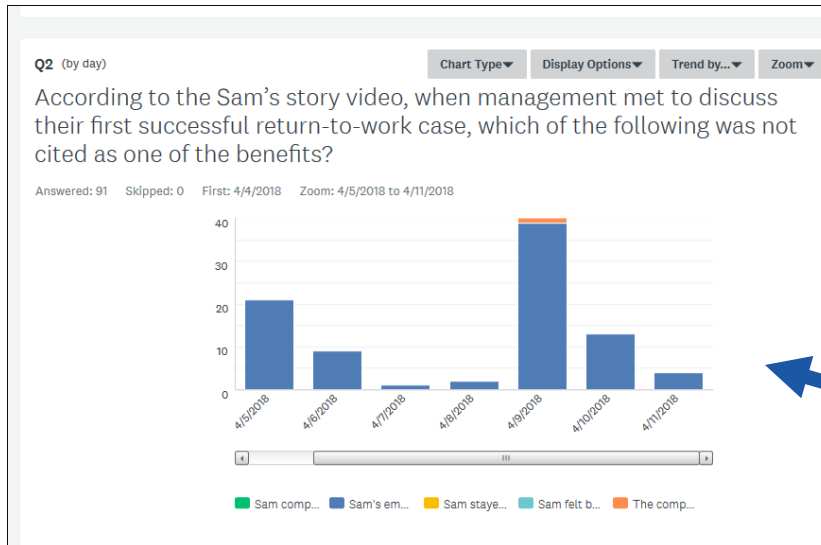 Q2 (by day)
Chart Type▾ Display Options▾ Trend by...▾ Zoom▾
According to the Sam's story video, when management met to discuss
their first successful return-to-work case, which of the following was not
cited as one of the benefits?
Answered: 91 Skipped: 0 First: 4/4/2018 Zoom: 4/5/2018 to 4/11/2018
40
30
20
10
0
4/5/2018 4/6/2018 4/7/2018 4/8/2018 4/9/2018 4/10/2018 4/11/2018
Sam comp... Sam's em... Sam staye... Sam felt b... The comp...